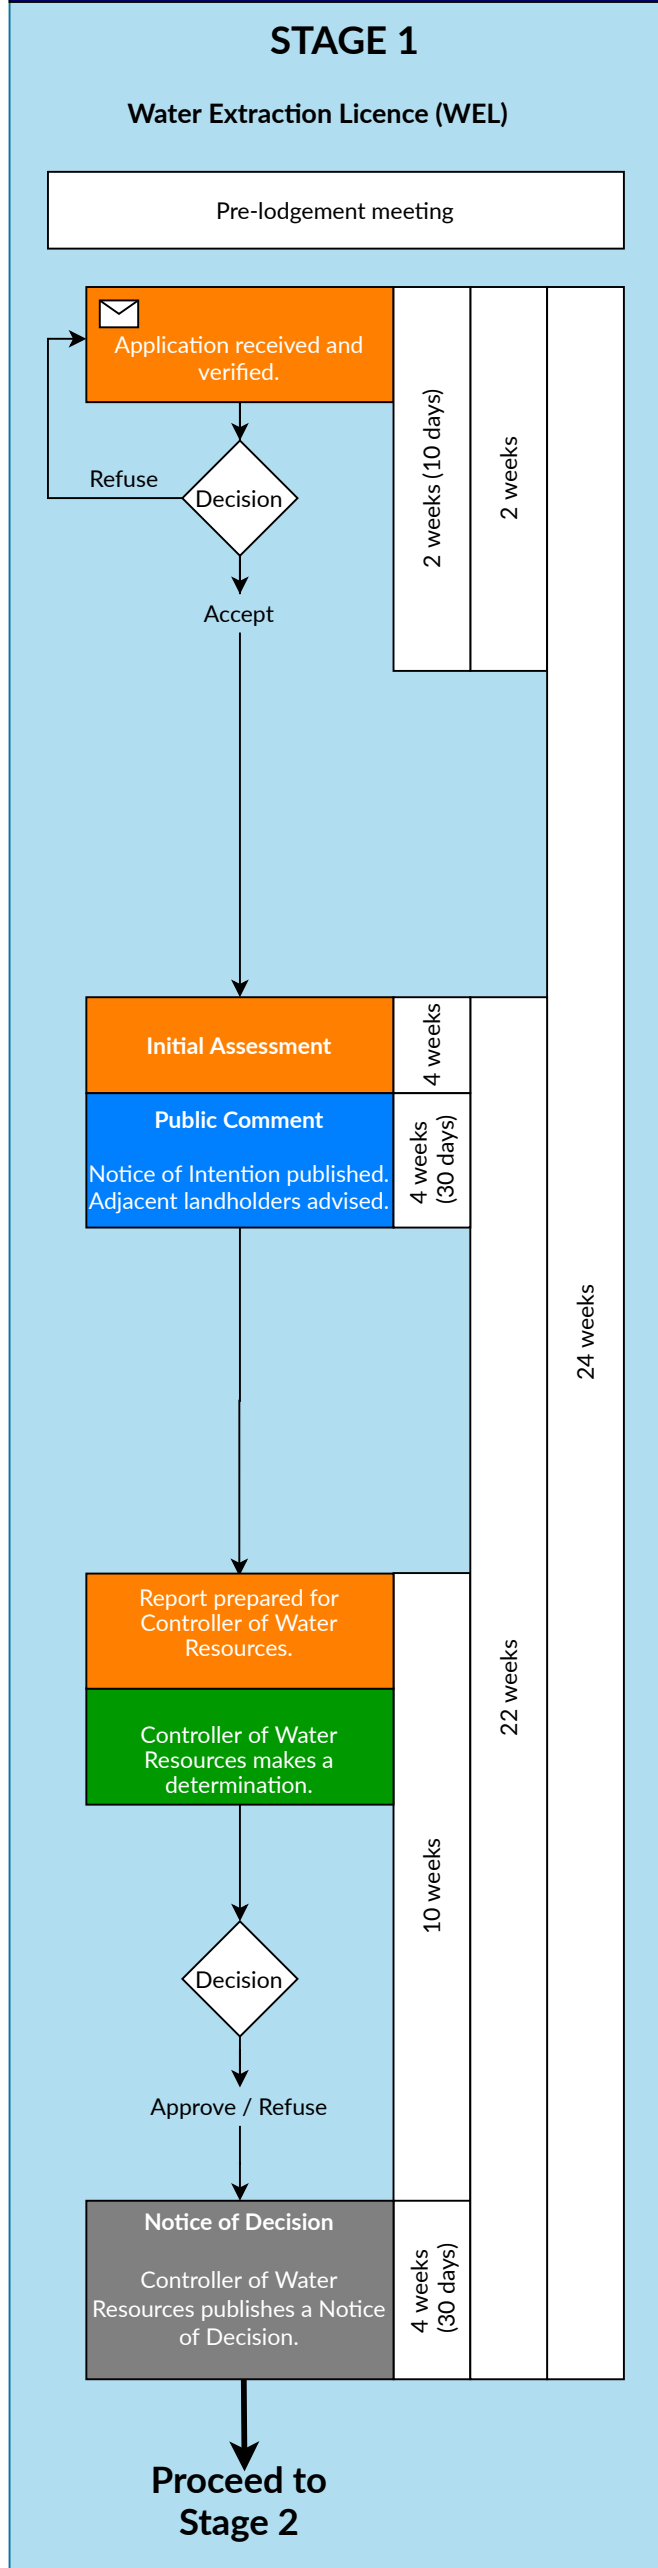 STAGE 1
Water Extraction Licence (WEL)
Pre-lodgement meeting
Application received and
verified.
2 weeks (10 days)
2 weeks
Refuse
Decision
Accept
Initial Assessment
4 weeks
Public Comment
Notice of Intention published.
Adjacent landholders advised.
4 weeks
(30 days)
24 weeks
Report prepared for
Controller of Water
Resources.
22 weeks
Controller of Water
Resources makes a
determination.
10 weeks
Decision
Approve / Refuse
Notice of Decision
Controller of Water
Resources publishes a Notice
of Decision.
4 weeks
(30 days)
Proceed to
Stage 2